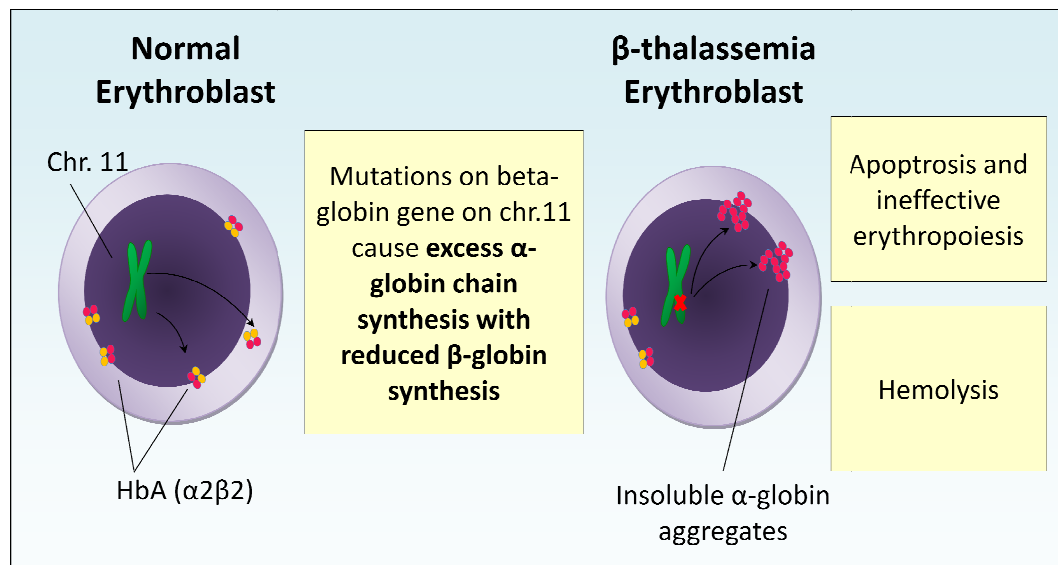 Normal
Erythroblast
β-thalassemia
Erythroblast
Chr. 11
Mutations on beta-
globin gene on chr.11
cause excess α-
globin chain
synthesis with
reduced β-globin
synthesis
Apoptrosis and
ineffective
erythropoiesis
Hemolysis
HbA (α2β2)
Insoluble α-globin
aggregates